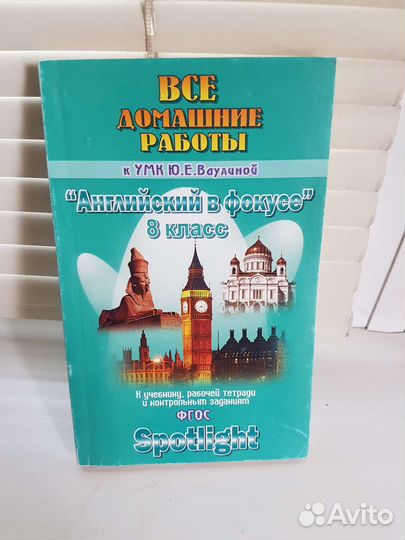 ВСЕ
ДОМАШНИЕ
РАБОТЫ
к УМК Ю.Е.Ваулиной
"Английский в фокусе"
8 класс
К учебнику, рабочей тетради
и контрольным заданиям
ФГОС
Spotlight
Avito